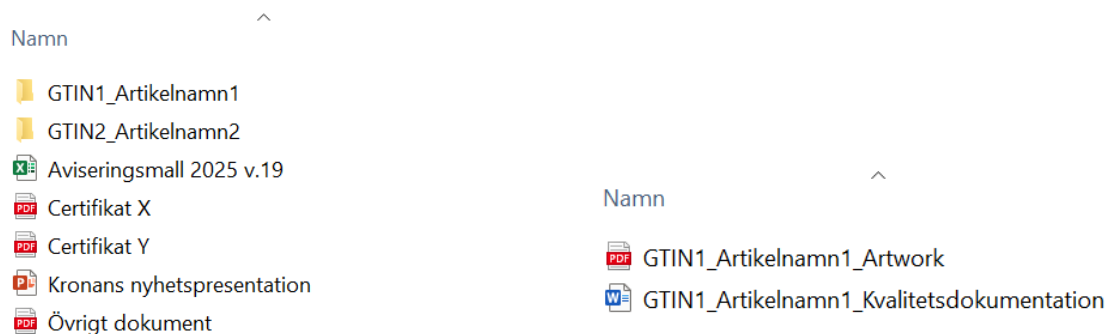 Namn
GTIN1_Artikelnamn1
GTIN2_Artikelnamn2
Aviseringsmall 2025 v.19
Certifikat X
Certifikat Y
Kronans nyhetspresentation
Övrigt dokument
Namn
GTIN1_Artikelnamn1_Artwork
GTIN1_Artikelnamn1_Kvalitetsdokumentation